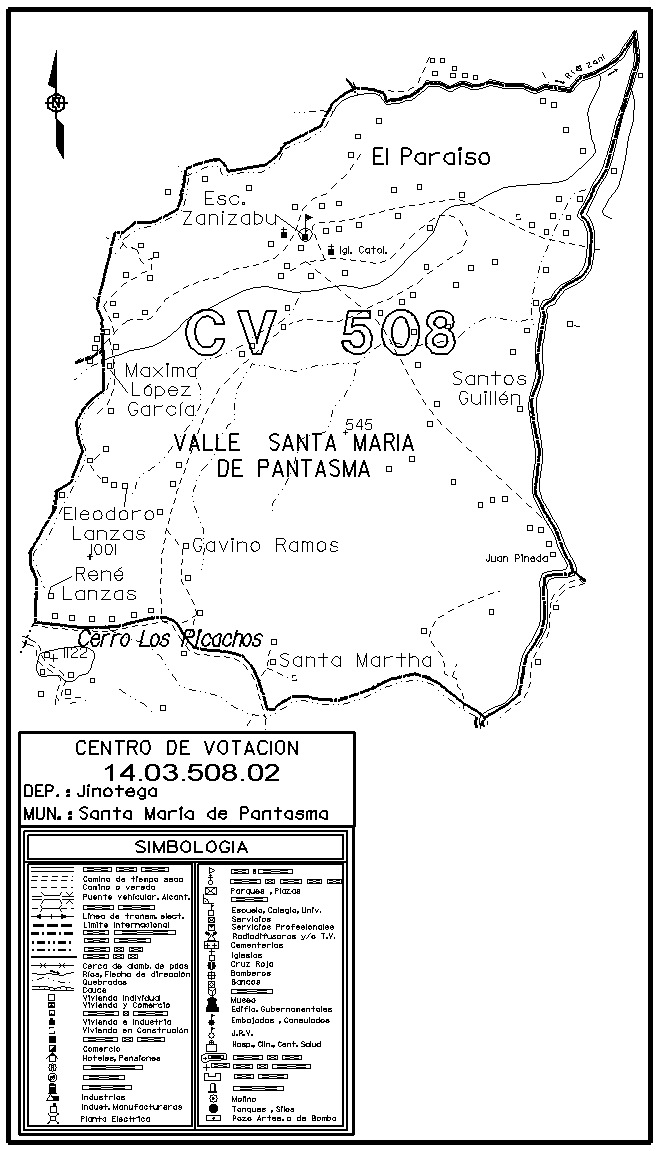 Río Zaní
N
El Paraiso
Esc.
Zanizabu
Igl. Catol.
CV 508
Maxima
López
García
Santos
Guillén
545
VALLE SANTA MARIA
DE PANTASMA
Eleodoro
Lanzas
1001
Gavino Ramos
Juan Pineda
René
Lanzas
Cerro Los Picachos
1122
Santa Martha
CENTRO DE VOTACION
14.03.508.02
DEP.: Jinotega
MUN.: Santa María de Pantasma
SIMBOLOGIA
Camino de tiempo seco
Camino o vereda
Puente vehicular. Alcant.
Línea de transm. elect.
Límite Internacional
Cerca de alamb. de púas
Ríos, Flecha de dirección
Quebradas
Cauce
Vivienda Individual
Vivienda y Comercio
Vivienda e Industria
Vivienda en Construción
Comercio
Hoteles, Pensiones
Industrias
Indust. Manufactureras
Planta Electrica
Parques, Plazas
Escuela, Colegio, Univ.
Servicios
Servicios Profesionales
Radiodifusoras y/o T.V.
Cementerios
Iglesias
Cruz Roja
Bomberos
Bancos
Museo
Edific. Gubernamentales
Embajadas, Consulados
J.R.V.
Hosp., Clin., Cent. Salud
Molino
Tanques, Silos
Pozo Artes. o de Bomba